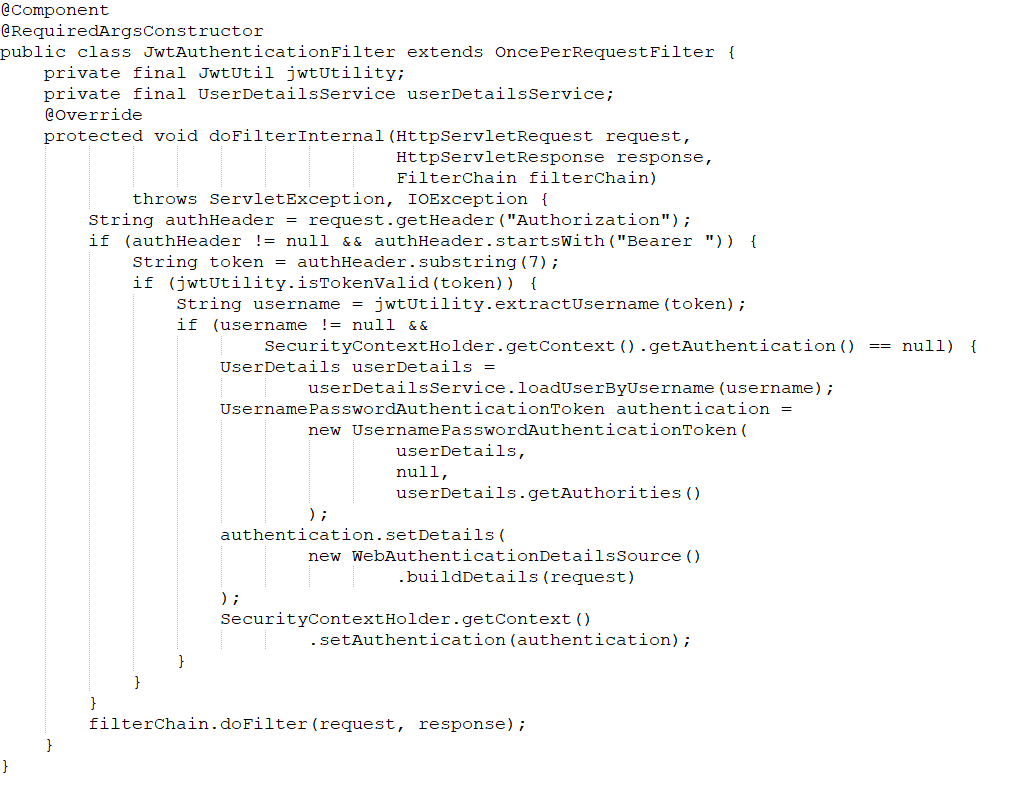 @Component
@RequiredArgsConstructor
public class JwtAuthenticationFilter extends OncePerRequestFilter {
    private final JwtUtil jwtUtility;
    private final UserDetailsService userDetailsService;
    @Override
    protected void doFilterInternal(HttpServletRequest request,
                                    HttpServletResponse response,
                                    FilterChain filterChain)
            throws ServletException, IOException {
        String authHeader = request.getHeader("Authorization");
        if (authHeader != null && authHeader.startsWith("Bearer ")) {
            String token = authHeader.substring(7);
            if (jwtUtility.isTokenValid(token)) {
                String username = jwtUtility.extractUsername(token);
                if (username != null &&
                        SecurityContextHolder.getContext().getAuthentication() == null) {
                    UserDetails userDetails =
                            userDetailsService.loadUserByUsername(username);
                    UsernamePasswordAuthenticationToken authentication =
                            new UsernamePasswordAuthenticationToken(
                                    userDetails,
                                    null,
                                    userDetails.getAuthorities()
                            );
                    authentication.setDetails(
                            new WebAuthenticationDetailsSource()
                                    .buildDetails(request)
                    );
                    SecurityContextHolder.getContext()
                            .setAuthentication(authentication);
                }
            }
        }
        filterChain.doFilter(request, response);
    }
}